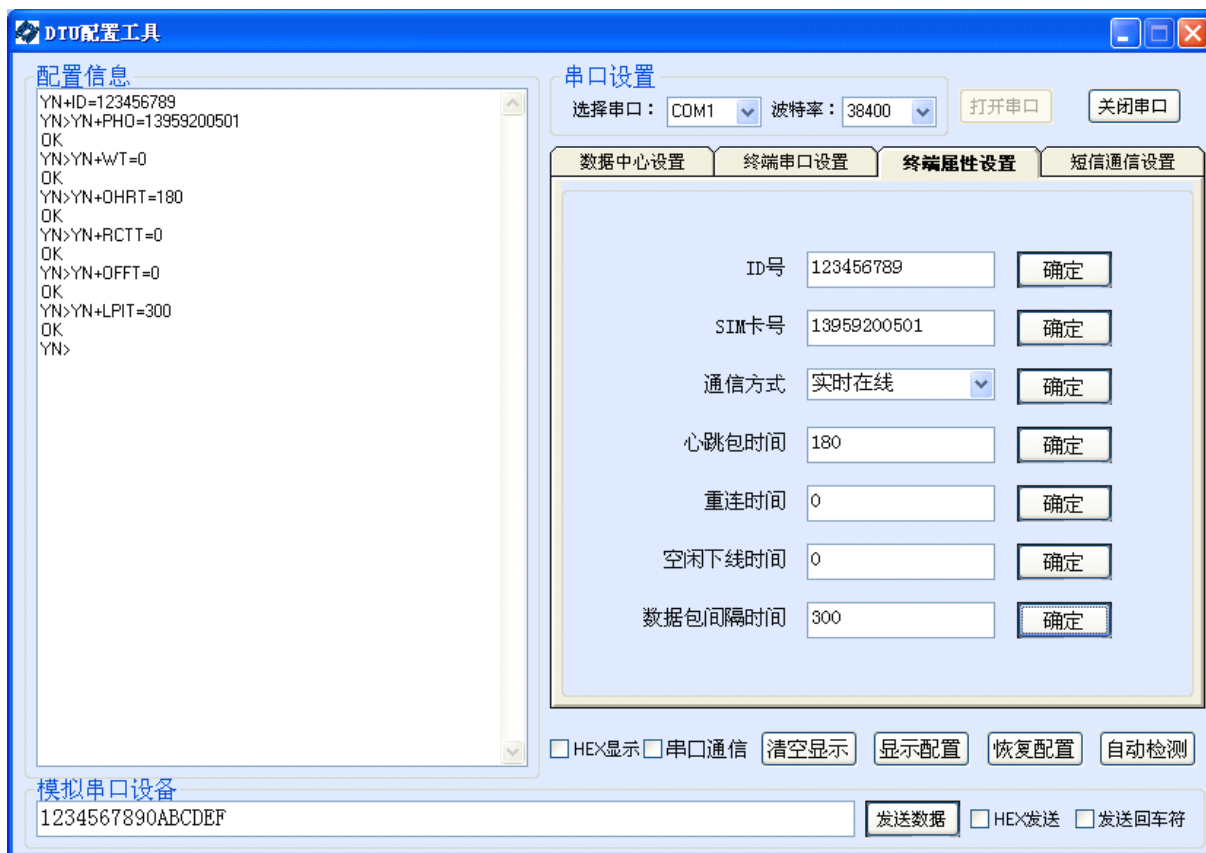 DTU配置工具
配置信息
YN+ID=123456789
YN>YN+PHO=13959200501
OK
YN>YN+WT=0
OK
YN>YN+OHRT=180
OK
YN>YN+RCTT=0
OK
YN>YN+OFFT=0
OK
YN>YN+LPIT=300
OK
YN>
串口设置
选择串口: COM1 波特率: 38400 打开串口 关闭串口
数据中心设置 终端串口设置 终端属性设置 短信通信设置
ID号 123456789 确定
SIM卡号 13959200501 确定
通信方式 实时在线 确定
心跳包时间 180 确定
重连时间 0 确定
空闲下线时间 0 确定
数据包间隔时间 300 确定
HEX显示 串口通信 清空显示 显示配置 恢复配置 自动检测
模拟串口设备
1234567890ABCDEF 发送数据 HEX发送 发送回车符